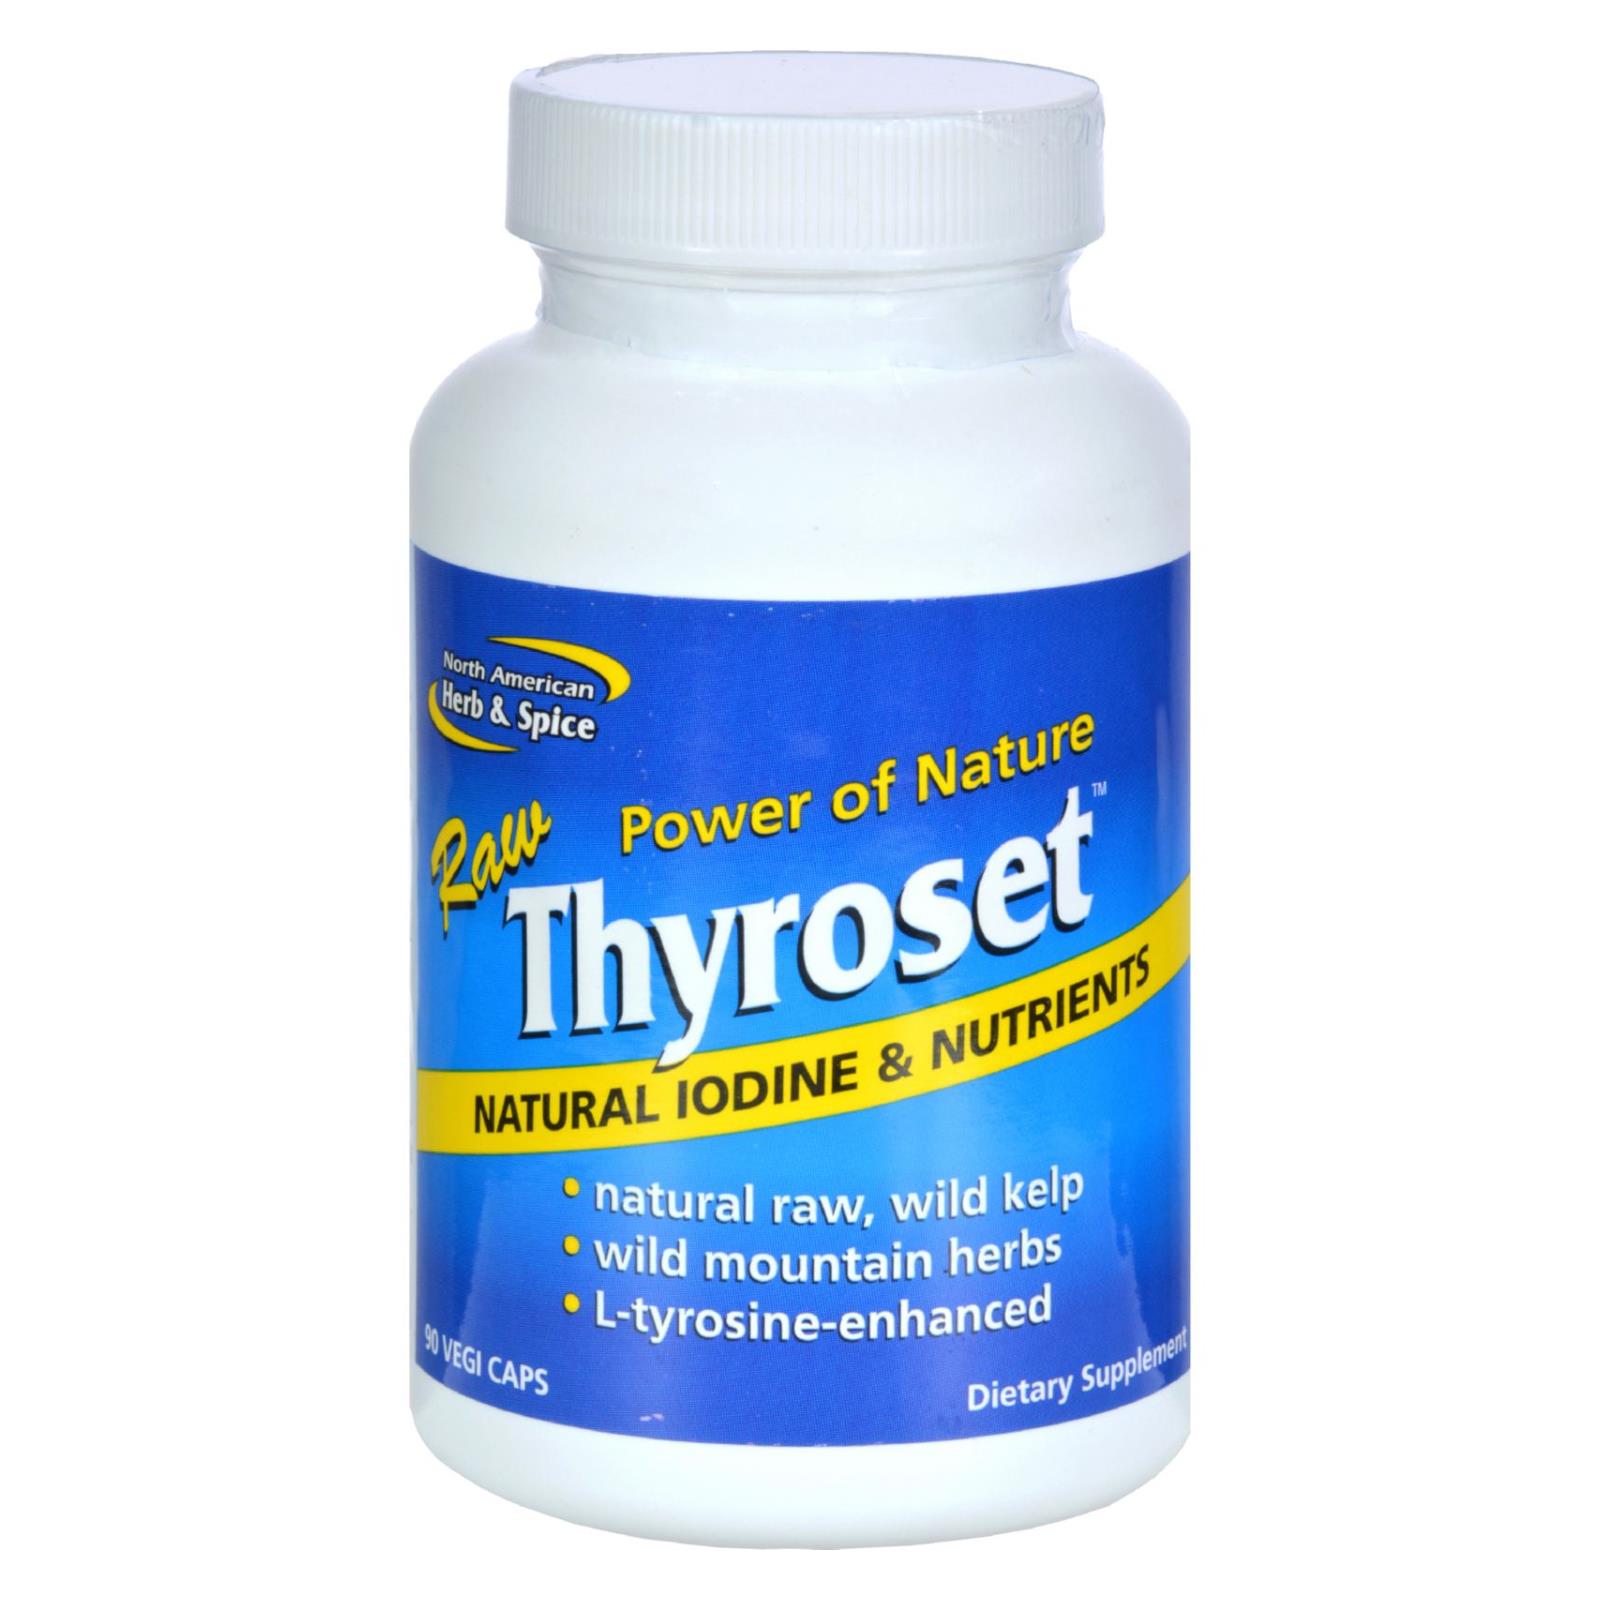 North American
Herb & Spice
Power of Nature
Raw
Thyroset™
NATURAL IODINE & NUTRIENTS
• natural raw, wild kelp
• wild mountain herbs
• L-tyrosine-enhanced
90 VEGI CAPS
Dietary Supplement